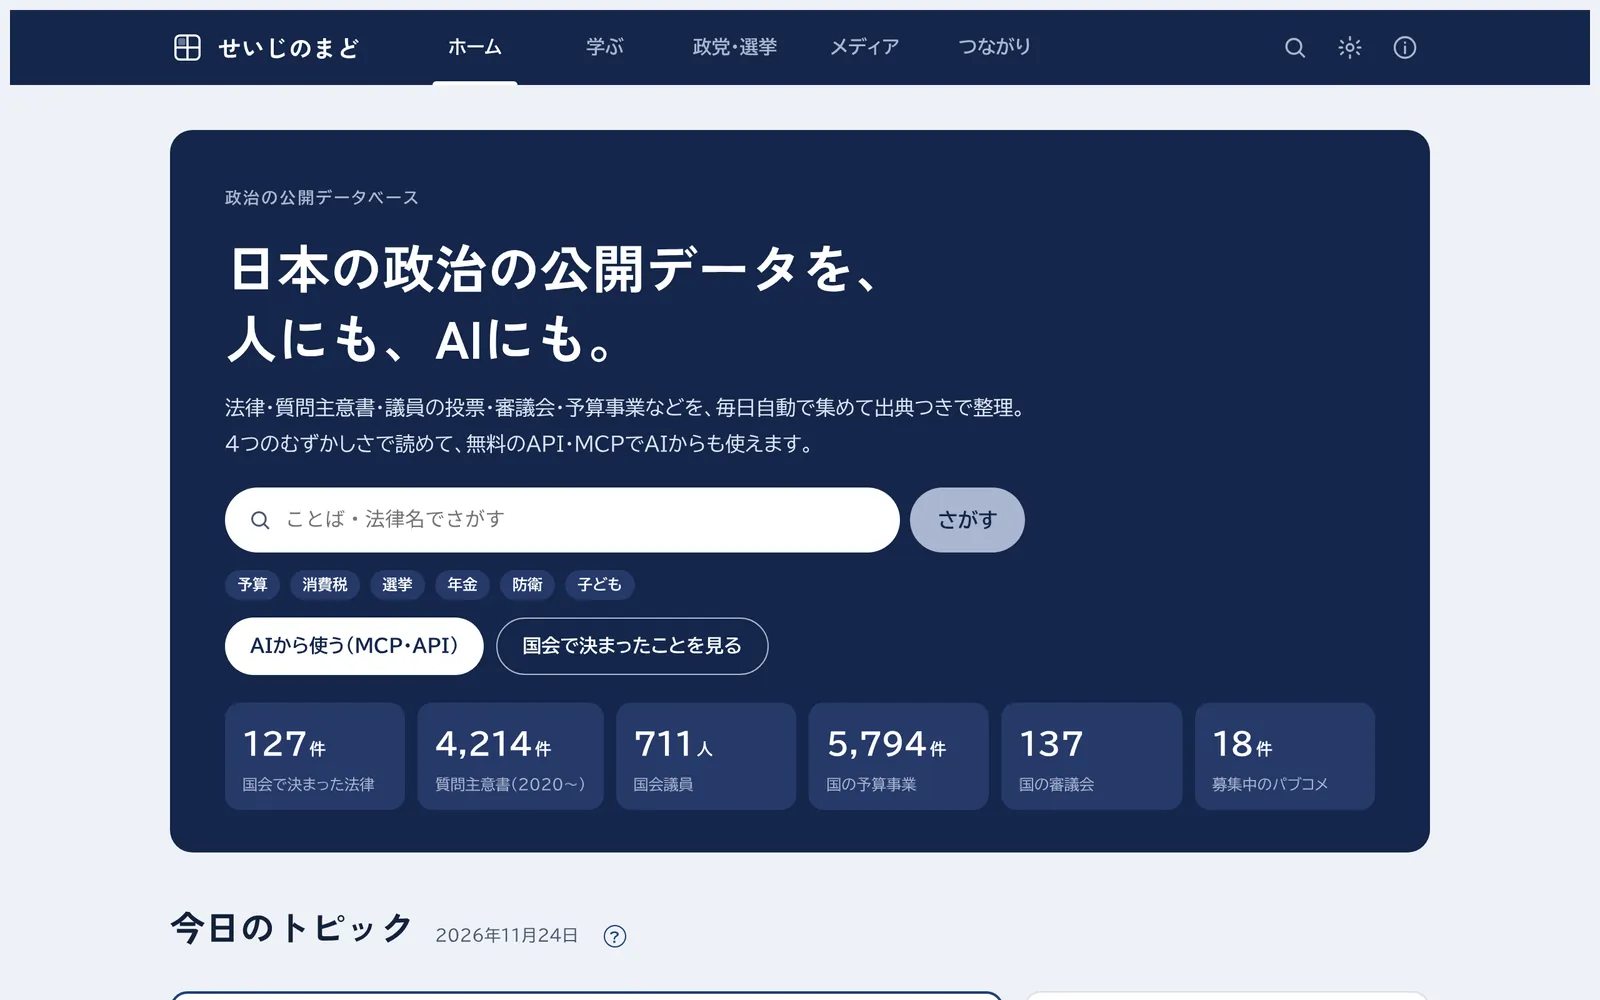 せいじのまど ホーム 学ぶ 政党・選挙 メディア つながり
政治の公開データベース
日本の政治の公開データを、
人にも、AIにも。
法律・質問主意書・議員の投票・審議会・予算事業などを、毎日自動で集めて出典つきで整理。
4つのむずかしさで読めて、無料のAPI・MCPでAIからも使えます。
ことば・法律名でさがす さがす
予算 消費税 選挙 年金 防衛 子ども
AIから使う(MCP・API) 国会で決まったことを見る
127件 4,214件 711人 5,794件 137 18件
国会で決まった法律 質問主意書(2020〜) 国会議員 国の予算事業 国の審議会 募集中のパブコメ
今日のトピック 2026年11月24日 ?